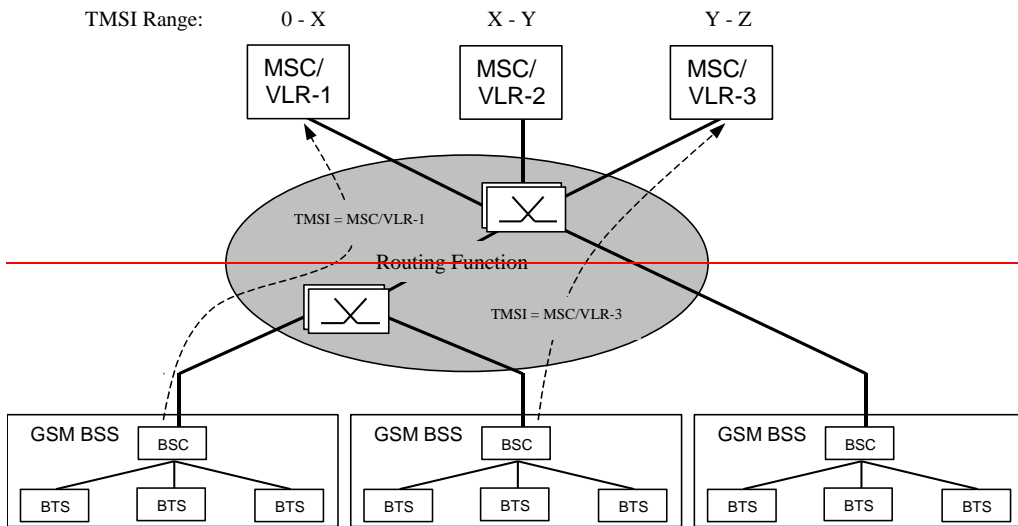 TMSI Range: 0 - X X - Y Y - Z
MSC/
VLR-1
MSC/
VLR-2
MSC/
VLR-3
TMSI = MSC/VLR-1
Routing Function
TMSI = MSC/VLR-3
GSM BSS
BSC
BTS
BTS
BTS
GSM BSS
BSC
BTS
BTS
BTS
GSM BSS
BSC
BTS
BTS
BTS